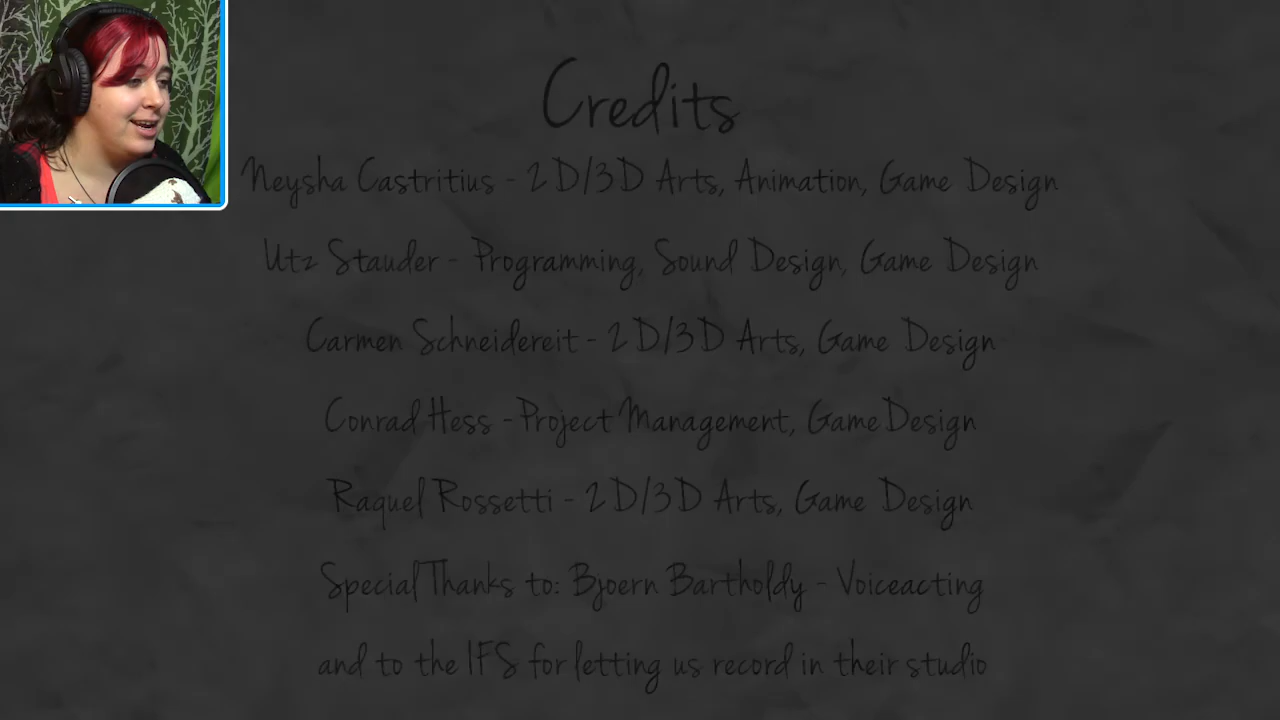 Credits
Neysha Castritius - 2D/3D Arts, Animation, Game Design
Utz Stauder - Programming, Sound Design, Game Design
Carmen Schneidereit - 2D/3D Arts, Game Design
Conrad Hess - Project Management, Game Design
Raquel Rossetti - 2D/3D Arts, Game Design
Special Thanks to: Bjoern Bartholdy - Voiceacting
and to the IFS for letting us record in their studio